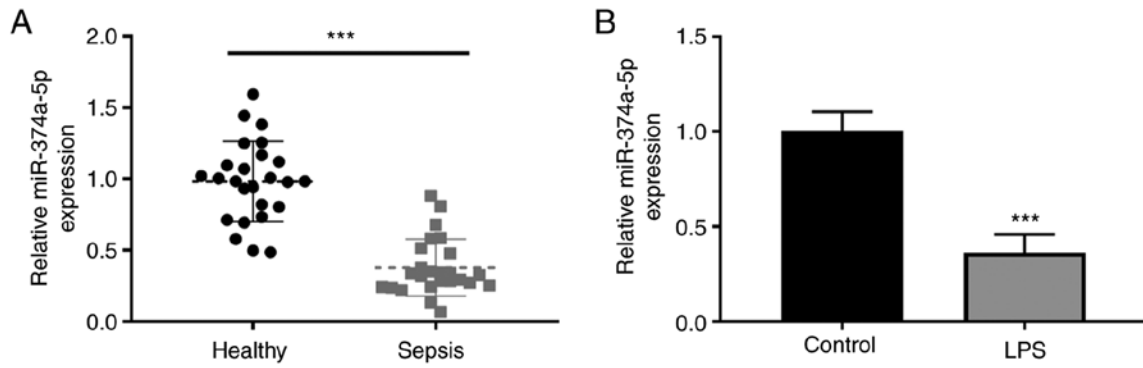 A
Relative miR-374a-5p
expression
2.0
1.5
1.0
0.5
0.0
***
Healthy
Sepsis
B
Relative miR-374a-5p
expression
1.5
1.0
0.5
0.0
***
Control
LPS